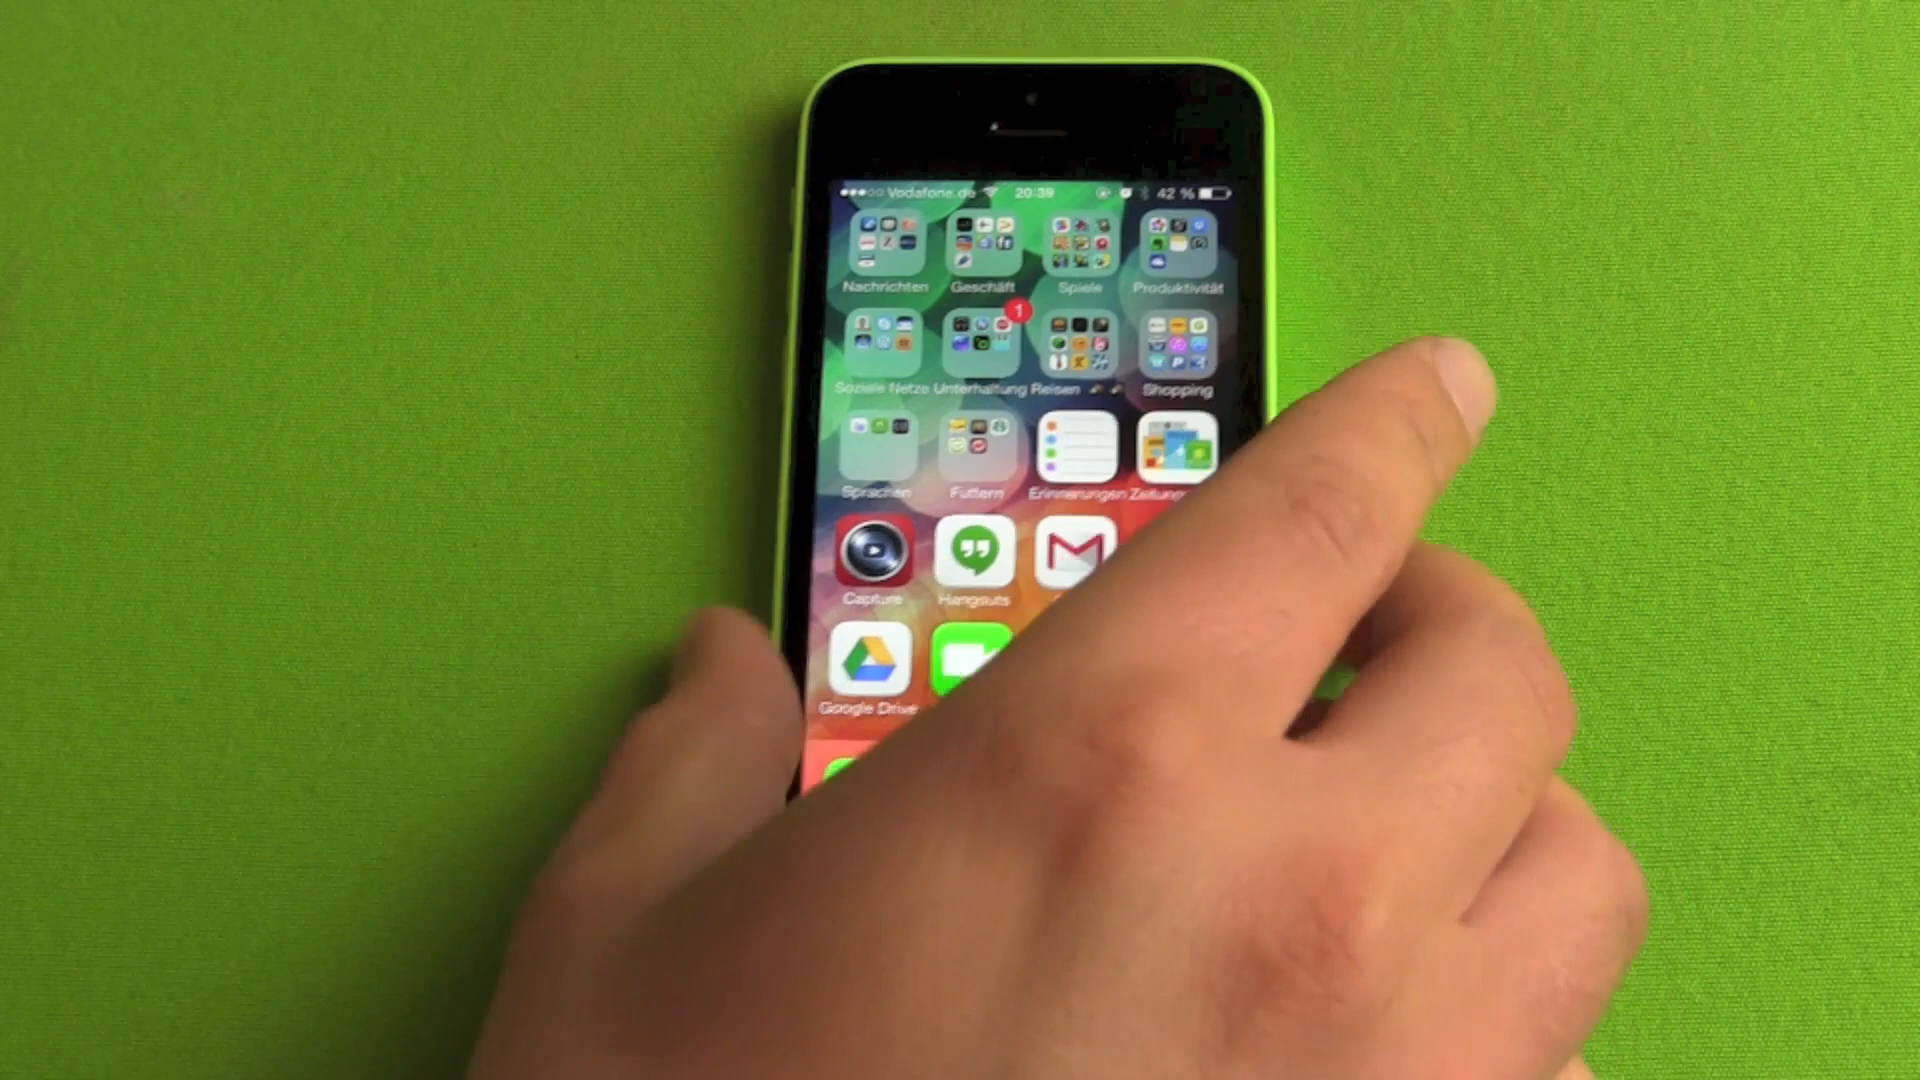 Vodafone.de 20:39 42 %
Nachrichten Geschäft Spiele Produktivität
1
Soziale Netze Unterhaltung Reisen Shopping
Sprachen Futtern Erinnerungen Zeitungs
Capture Hangouts
Google Drive